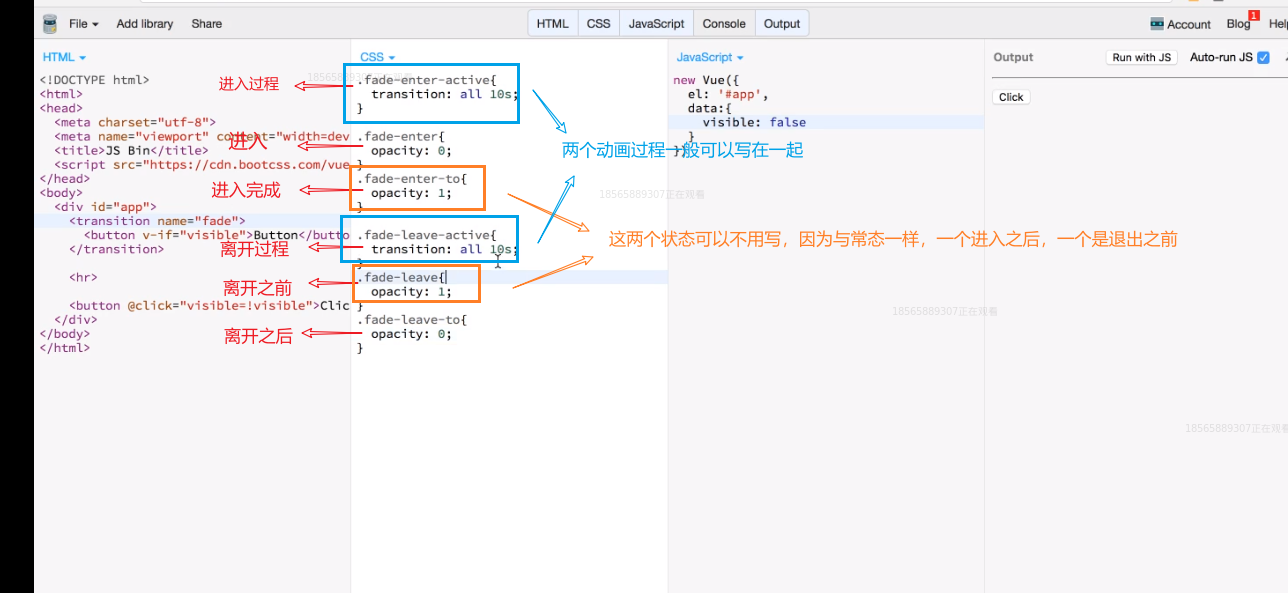 File Add library Share HTML CSS JavaScript Console Output Account Blog 1 Help
HTML
<!DOCTYPE html>
<html>
<head>
<meta charset="utf-8">
<meta name="viewport" content="width=dev
<title>JS Bin</title>
<script src="https://cdn.bootcss.com/vue
</head>
<body>
<div id="app">
<transition name="fade">
<button v-if="visible">Button</button
</transition>
<hr>
<button @click="visible=!visible">Clic
</div>
</body>
</html>
进入过程
进入
进入完成
离开过程
离开之前
离开之后
CSS
.fade-enter-active{
transition: all 10s;
}
.fade-enter{
opacity: 0;
}
.fade-enter-to{
opacity: 1;
}
.fade-leave-active{
transition: all 10s;
}
.fade-leave{
opacity: 1;
}
.fade-leave-to{
opacity: 0;
}
JavaScript
new Vue({
el: '#app',
data:{
visible: false
}
})
两个动画过程一般可以写在一起
这两个状态可以不用写，因为与常态一样，一个进入之后，一个是退出之前
Output Run with JS Auto-run JS
Click
18565889307正在观看
18565889307正在观看
18565889307正在观看
18565889307正在观看